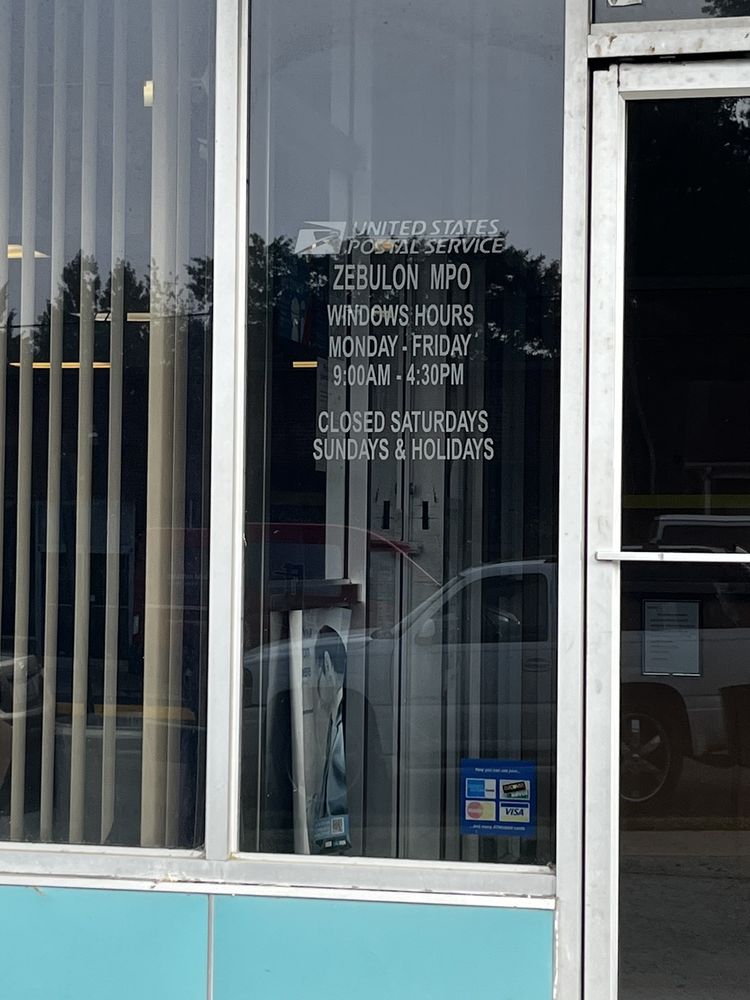 UNITED STATES
POSTAL SERVICE
ZEBULON MPO
WINDOWS HOURS
MONDAY - FRIDAY
9:00AM - 4:30PM
CLOSED SATURDAYS
SUNDAYS & HOLIDAYS
VISA